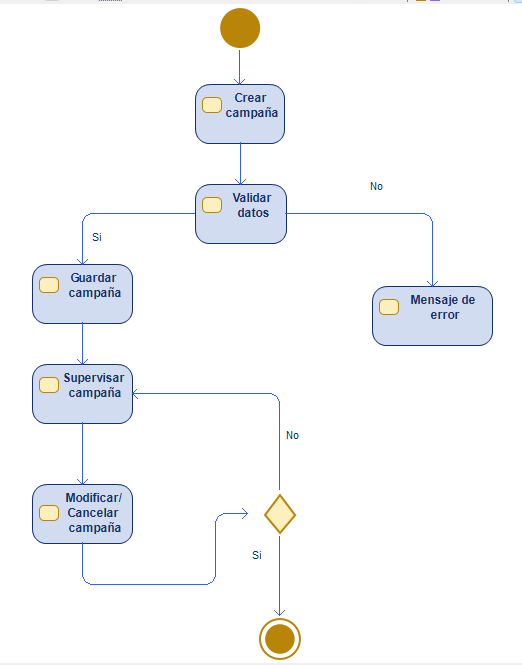 Crear
campaña
Validar
datos
No
Si
Guardar
campaña
Mensaje de
error
Supervisar
campaña
No
Modificar/
Cancelar
campaña
Si